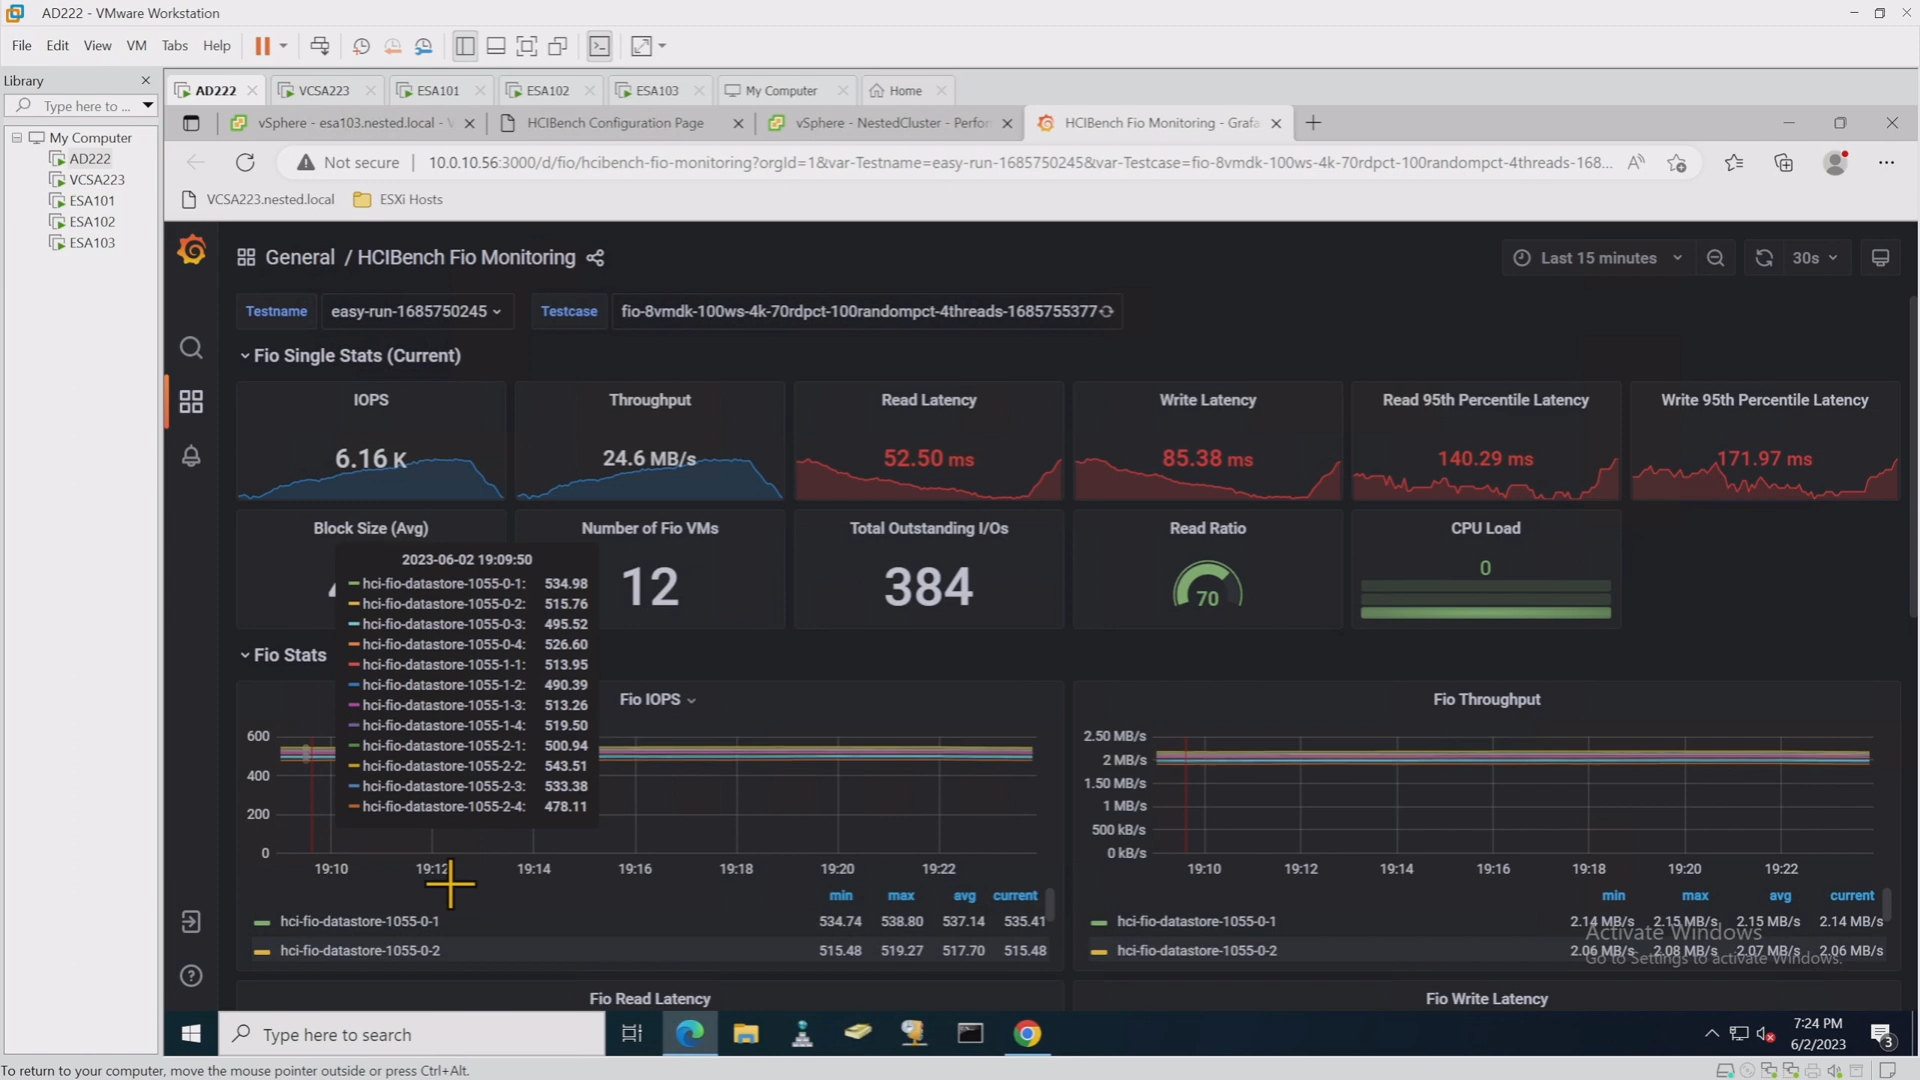 AD222 - VMware Workstation
File Edit View VM Tabs Help
Library
Type here to ...
My Computer
AD222
VCSA223
ESA101
ESA102
ESA103
AD222 VCSA223 ESA101 ESA102 ESA103 My Computer Home
vSphere - esa103.nested.local - HCIBench Configuration Page vSphere - NestedCluster - Perfor HCIBench Fio Monitoring - Grafa
Not secure 10.0.10.56:3000/d/fio/hcibench-fio-monitoring?orgId=1&var-Testname=easy-run-1685750245&var-Testcase=fio-8vmdk-100ws-4k-70rdpct-100randompct-4threads-168...
VCSA223.nested.local ESXi Hosts
General / HCIBench Fio Monitoring
Last 15 minutes 30s
Testname easy-run-1685750245 Testcase fio-8vmdk-100ws-4k-70rdpct-100randompct-4threads-1685755377
Fio Single Stats (Current)
IOPS Throughput Read Latency Write Latency Read 95th Percentile Latency Write 95th Percentile Latency
6.16 K 24.6 MB/s 52.50 ms 85.38 ms 140.29 ms 171.97 ms
Block Size (Avg) Number of Fio VMs Total Outstanding I/Os Read Ratio CPU Load
12 384 70 0
2023-06-02 19:09:50
hci-fio-datastore-1055-0-1: 534.98
hci-fio-datastore-1055-0-2: 515.76
hci-fio-datastore-1055-0-3: 495.52
hci-fio-datastore-1055-0-4: 526.60
hci-fio-datastore-1055-1-1: 513.95
hci-fio-datastore-1055-1-2: 490.39
hci-fio-datastore-1055-1-3: 513.26
hci-fio-datastore-1055-1-4: 519.50
hci-fio-datastore-1055-2-1: 500.94
hci-fio-datastore-1055-2-2: 543.51
hci-fio-datastore-1055-2-3: 533.38
hci-fio-datastore-1055-2-4: 478.11
Fio Stats
Fio IOPS
600
400
200
0
19:10 19:12 19:14 19:16 19:18 19:20 19:22
min max avg current
hci-fio-datastore-1055-0-1 534.74 538.80 537.14 535.41
hci-fio-datastore-1055-0-2 515.48 519.27 517.70 515.48
Fio Throughput
2.50 MB/s
2 MB/s
1.50 MB/s
1 MB/s
500 kB/s
0 kB/s
19:10 19:12 19:14 19:16 19:18 19:20 19:22
min max avg current
hci-fio-datastore-1055-0-1 2.14 MB/s 2.15 MB/s 2.15 MB/s 2.14 MB/s
hci-fio-datastore-1055-0-2 2.06 MB/s 2.08 MB/s 2.07 MB/s 2.06 MB/s
Activate Windows
Go to Settings to activate Windows.
Fio Read Latency Fio Write Latency
Type here to search
7:24 PM
6/2/2023
3
To return to your computer, move the mouse pointer outside or press Ctrl+Alt.